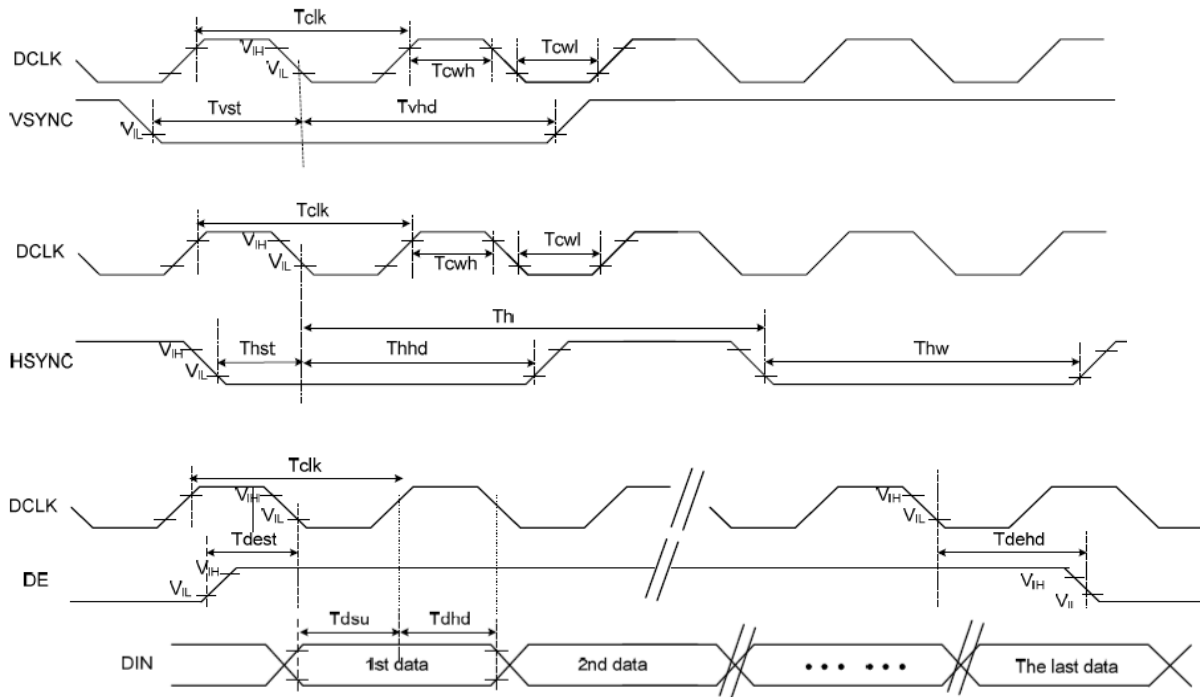 Tclk
DCLK VIH VIL Tcwh Tcwl
VSYNC VIL Tvst Tvhd
Tclk
DCLK VIH VIL Tcwh Tcwl
Th
HSYNC VIH VIL Thst Thhd Thw
Tclk
DCLK VIH VIL VIH VIL
Tdest Tdehd
DE VIL VIH VIH VIL
Tdsu Tdhd
DIN 1st data 2nd data ••• ••• The last data